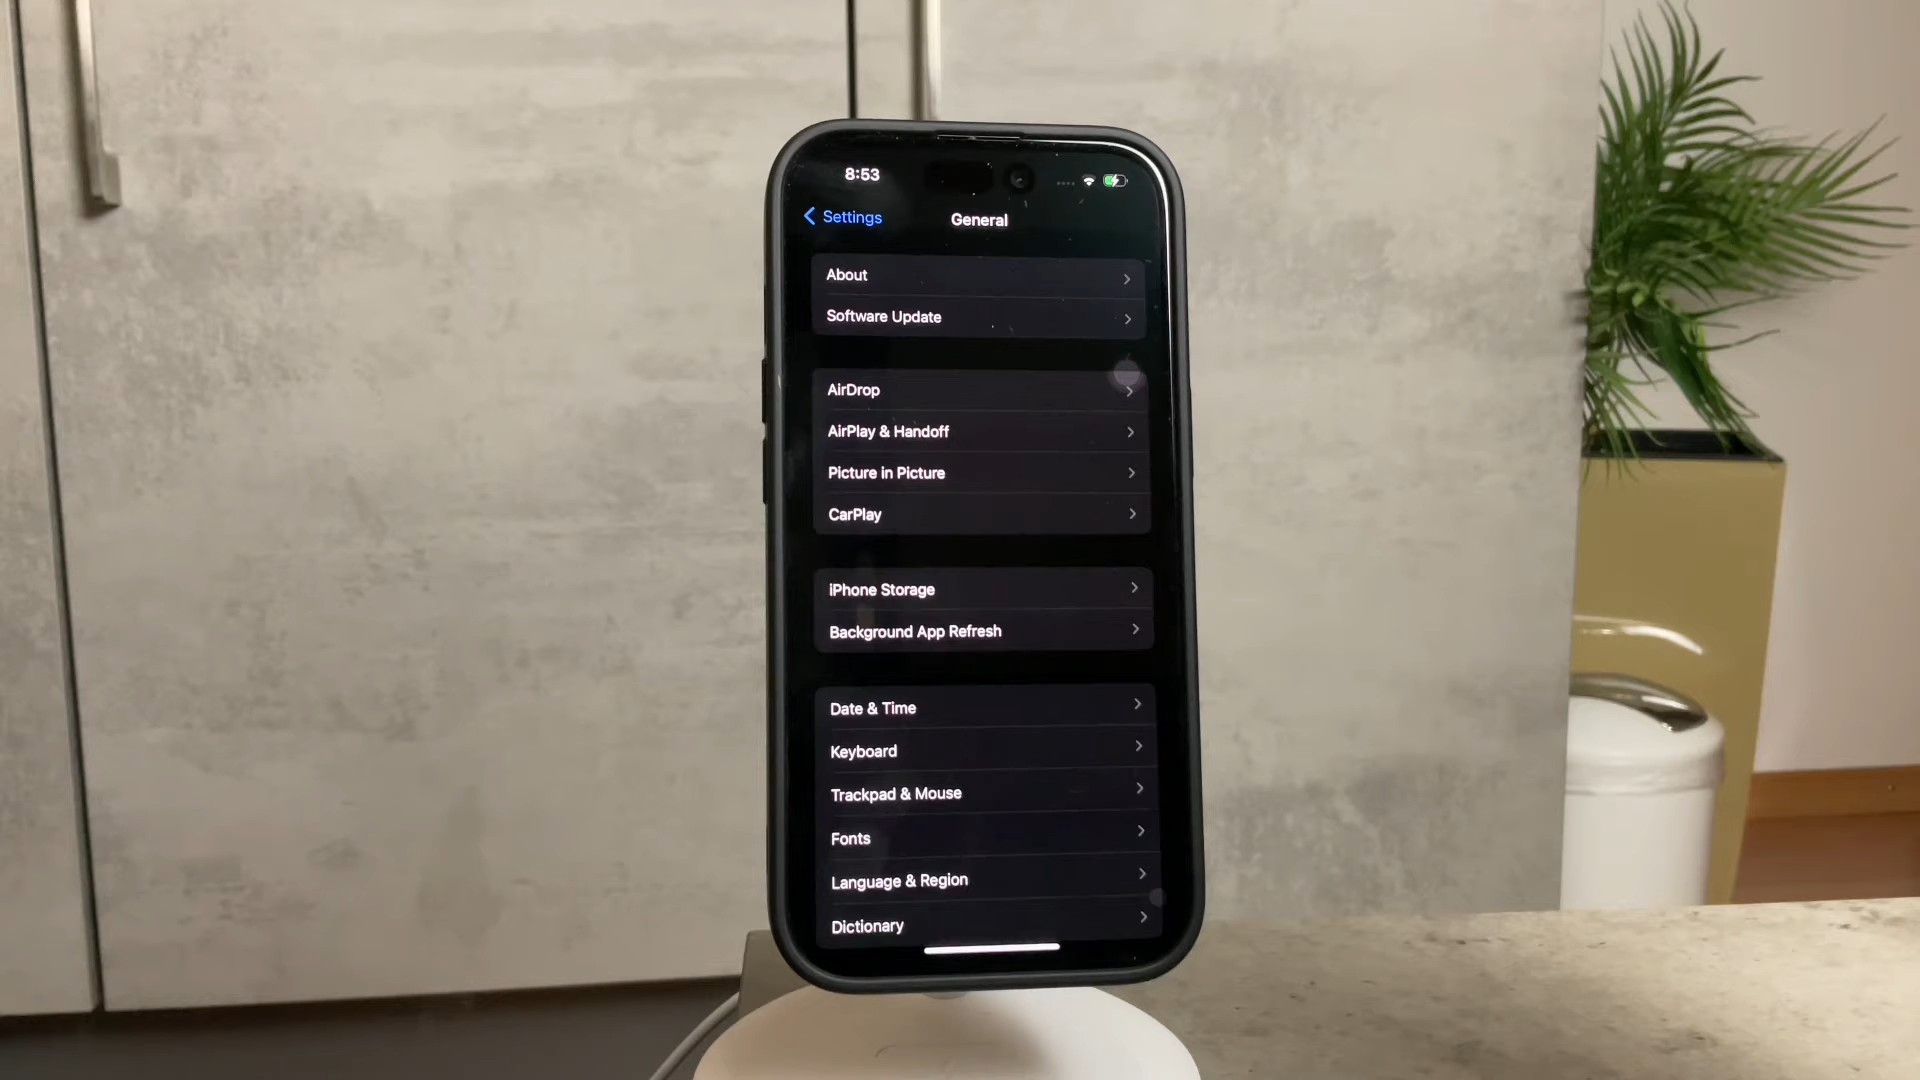 8:53
Settings
General
About
Software Update
AirDrop
AirPlay & Handoff
Picture in Picture
CarPlay
iPhone Storage
Background App Refresh
Date & Time
Keyboard
Trackpad & Mouse
Fonts
Language & Region
Dictionary